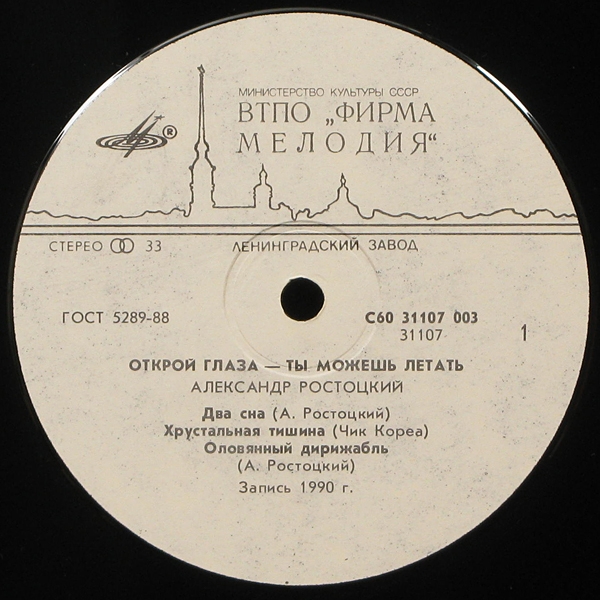 МИНИСТЕРСТВО КУЛЬТУРЫ СССР
ВТПО „ФИРМА
МЕЛОДИЯ“
®
СТЕРЕО 33
ЛЕНИНГРАДСКИЙ ЗАВОД
ГОСТ 5289-88
С60 31107 003
31107
1
ОТКРОЙ ГЛАЗА — ТЫ МОЖЕШЬ ЛЕТАТЬ
АЛЕКСАНДР РОСТОЦКИЙ
Два сна (А. Ростоцкий)
Хрустальная тишина (Чик Кореа)
Оловянный дирижабль
(А. Ростоцкий)
Запись 1990 г.